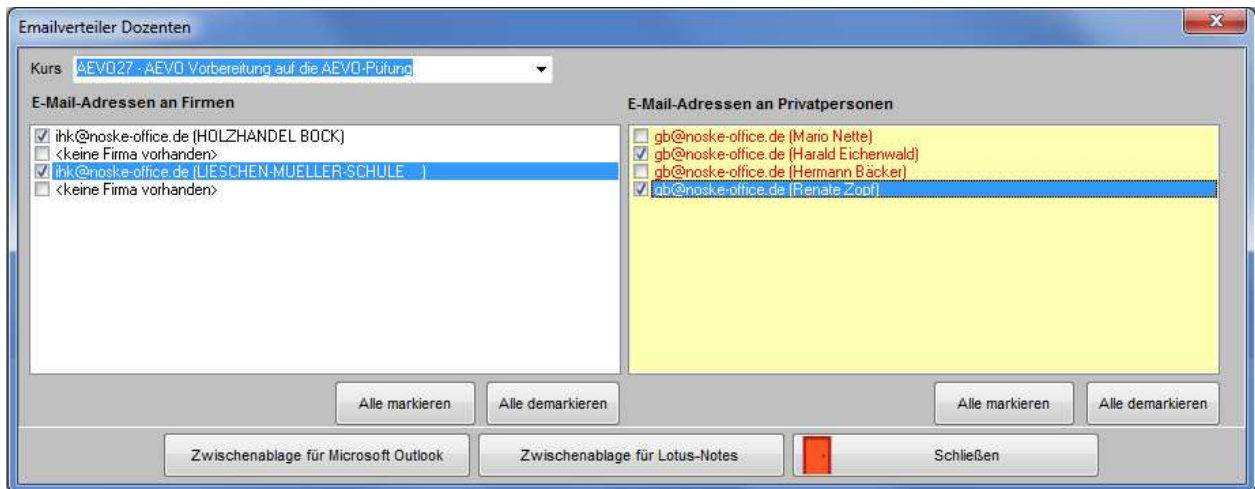 Emailverteiler Dozenten
Kurs AEVO27 - AEVO Vorbereitung auf die AEVO-Püfung
E-Mail-Adressen an Firmen
ihk@noske-office.de (HOLZHANDEL BOCK)
<keine Firma vorhanden>
ihk@noske-office.de (LIESCHEN-MUELLER-SCHULE )
<keine Firma vorhanden>
E-Mail-Adressen an Privatpersonen
gb@noske-office.de (Mario Nette)
gb@noske-office.de (Harald Eichenwald)
gb@noske-office.de (Hermann Bäcker)
gb@noske-office.de (Renate Zopf)
Alle markieren
Alle demarkieren
Alle markieren
Alle demarkieren
Zwischenablage für Microsoft Outlook
Zwischenablage für Lotus-Notes
Schließen